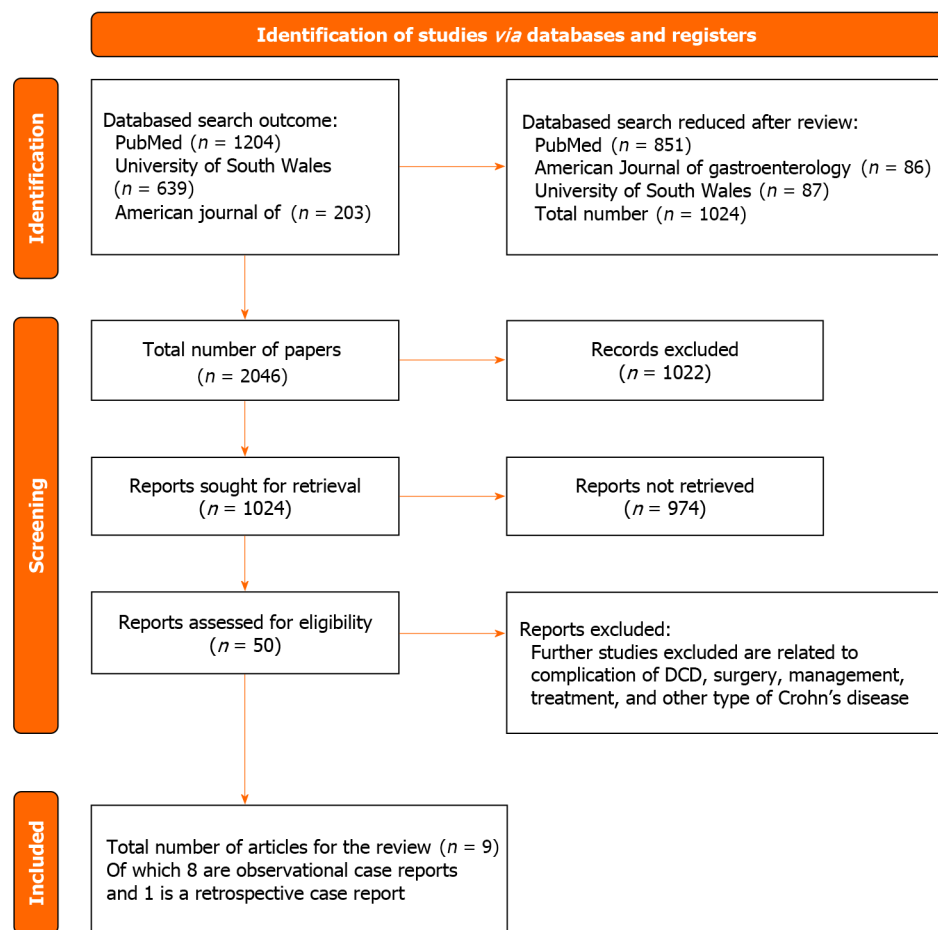 Identification of studies via databases and registers
Identification
Databased search outcome:
PubMed (n = 1204)
University of South Wales
(n = 639)
American journal of (n = 203)
Databased search reduced after review:
PubMed (n = 851)
American Journal of gastroenterology (n = 86)
University of South Wales (n = 87)
Total number (n = 1024)
Screening
Total number of papers
(n = 2046)
Records excluded
(n = 1022)
Reports sought for retrieval
(n = 1024)
Reports not retrieved
(n = 974)
Reports assessed for eligibility
(n = 50)
Reports excluded:
Further studies excluded are related to
complication of DCD, surgery, management,
treatment, and other type of Crohn's disease
Included
Total number of articles for the review (n = 9)
Of which 8 are observational case reports
and 1 is a retrospective case report